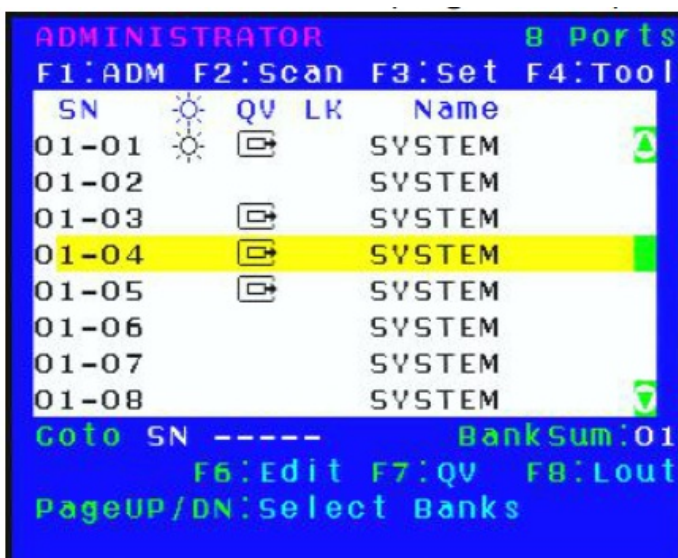 ADMINISTRATOR 8 Ports
F1:ADM F2:Scan F3:Set F4:Tool
SN QV LK Name
01-01 SYSTEM
01-02 SYSTEM
01-03 SYSTEM
01-04 SYSTEM
01-05 SYSTEM
01-06 SYSTEM
01-07 SYSTEM
01-08 SYSTEM
Goto SN ----- BankSum:01
F6:Edit F7:QV F8:Lout
PageUP/DN:Select Banks